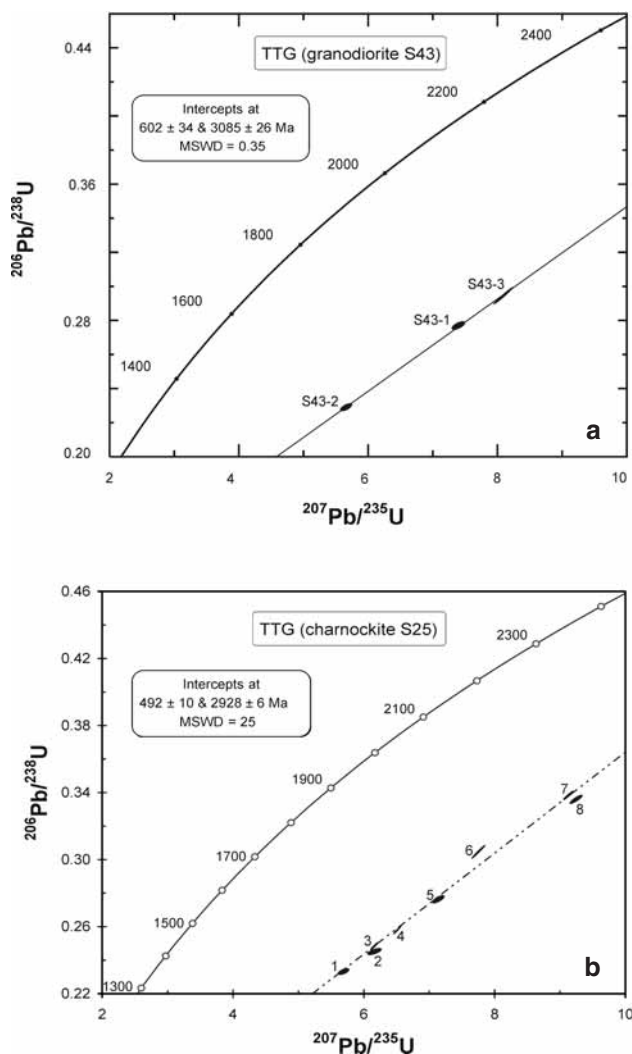 0.44
0.36
0.28
0.20
206Pb/238U
TTG (granodiorite S43)
Intercepts at
602 ± 34 & 3085 ± 26 Ma
MSWD = 0.35
2400
2200
2000
1800
1600
1400
S43-3
S43-1
S43-2
a
2 4 6 8 10
207Pb/235U
0.46
0.42
0.38
0.34
0.30
0.26
0.22
206Pb/238U
TTG (charnockite S25)
Intercepts at
492 ± 10 & 2928 ± 6 Ma
MSWD = 25
2300
2100
1900
1700
1500
1300
7
8
6
5
4
3
2
1
b
2 4 6 8 10
207Pb/235U